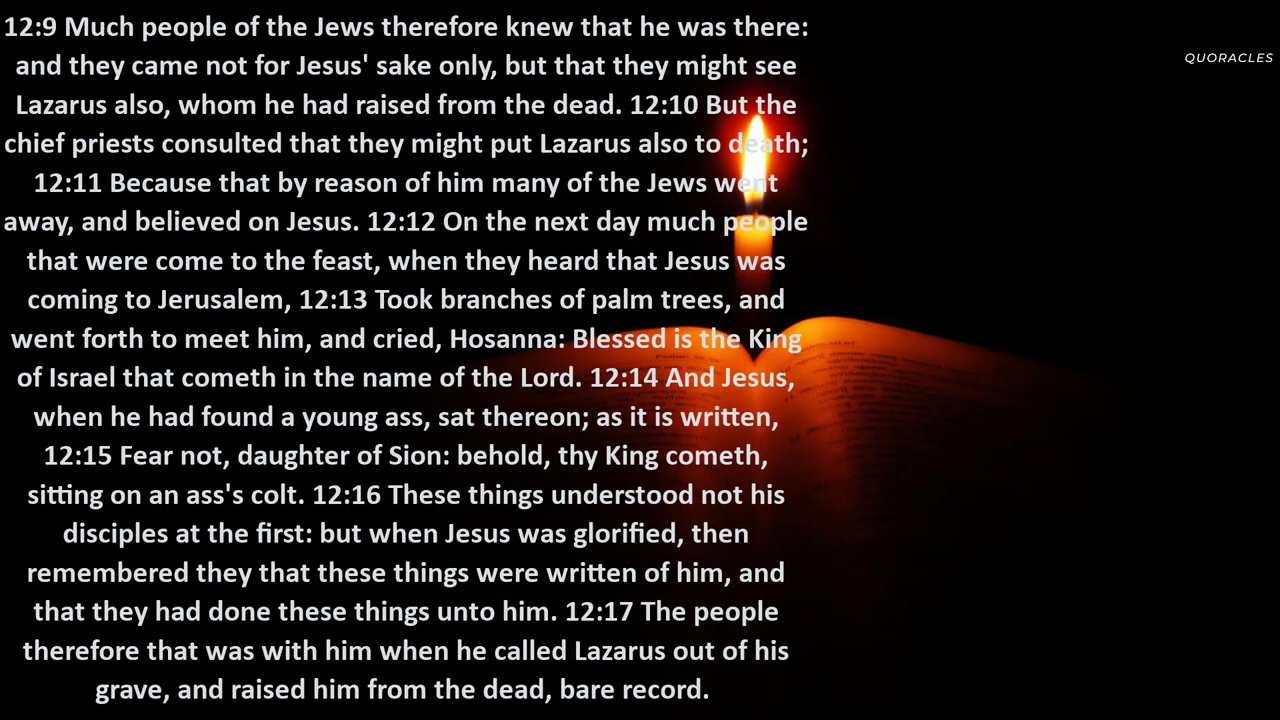 12:9 Much people of the Jews therefore knew that he was there:
and they came not for Jesus' sake only, but that they might see
Lazarus also, whom he had raised from the dead. 12:10 But the
chief priests consulted that they might put Lazarus also to death;
12:11 Because that by reason of him many of the Jews went
away, and believed on Jesus. 12:12 On the next day much people
that were come to the feast, when they heard that Jesus was
coming to Jerusalem, 12:13 Took branches of palm trees, and
went forth to meet him, and cried, Hosanna: Blessed is the King
of Israel that cometh in the name of the Lord. 12:14 And Jesus,
when he had found a young ass, sat thereon; as it is written,
12:15 Fear not, daughter of Sion: behold, thy King cometh,
sitting on an ass's colt. 12:16 These things understood not his
disciples at the first: but when Jesus was glorified, then
remembered they that these things were written of him, and
that they had done these things unto him. 12:17 The people
therefore that was with him when he called Lazarus out of his
grave, and raised him from the dead, bare record.
QUORACLES